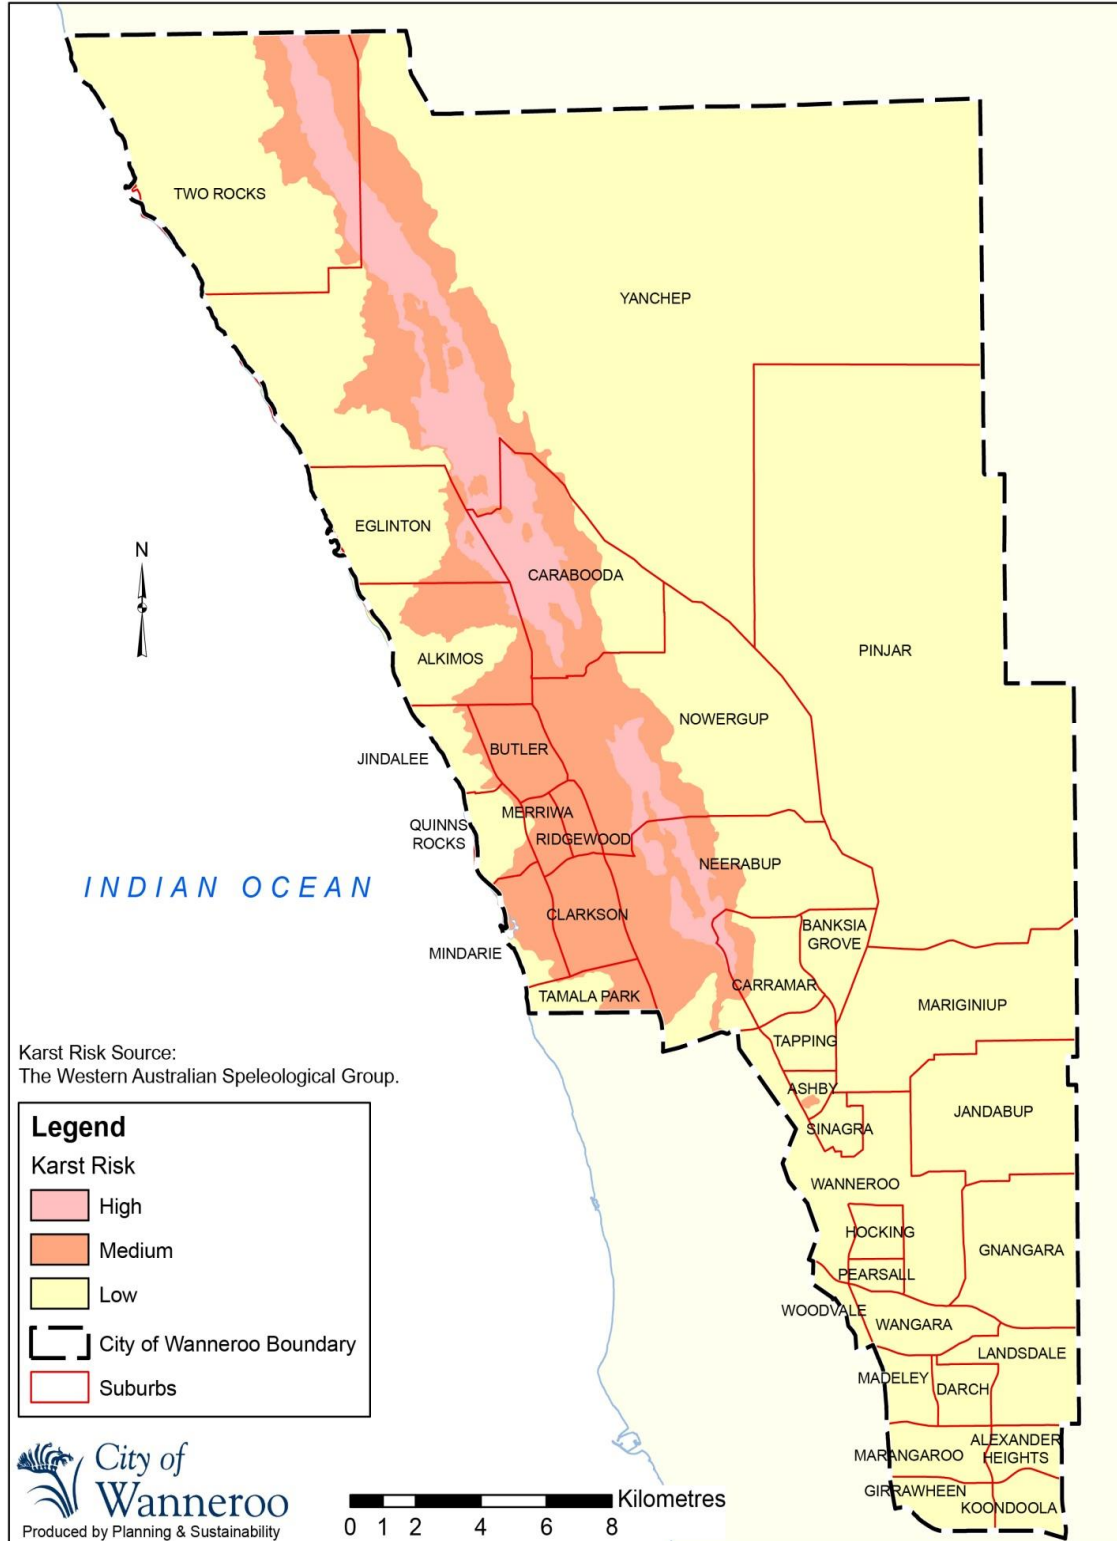 TWO ROCKS
YANCHEP
EGLINTON
N
CARABOODA
ALKIMOS
PINJAR
NOWERGUP
BUTLER
JINDALEE
MERRIWA
QUINNS
ROCKS
RIDGEWOOD
NEERABUP
INDIAN OCEAN
CLARKSON
BANKSIA
GROVE
MINDARIE
CARRAMAR
TAMALA PARK
MARIGINIUP
TAPPING
ASHBY
JANDABUP
SINAGRA
WANNEROO
HOCKING
GNANGARA
PEARSALL
WOODVALE
WANGARA
LANDSDALE
MADELEY
DARCH
MARANGAROO
ALEXANDER
HEIGHTS
GIRRAWHEEN
KOONDOOLA
Karst Risk Source:
The Western Australian Speleological Group.
Legend
Karst Risk
High
Medium
Low
City of Wanneroo Boundary
Suburbs
City of
Wanneroo
Produced by Planning & Sustainability
Kilometres
0 1 2 4 6 8